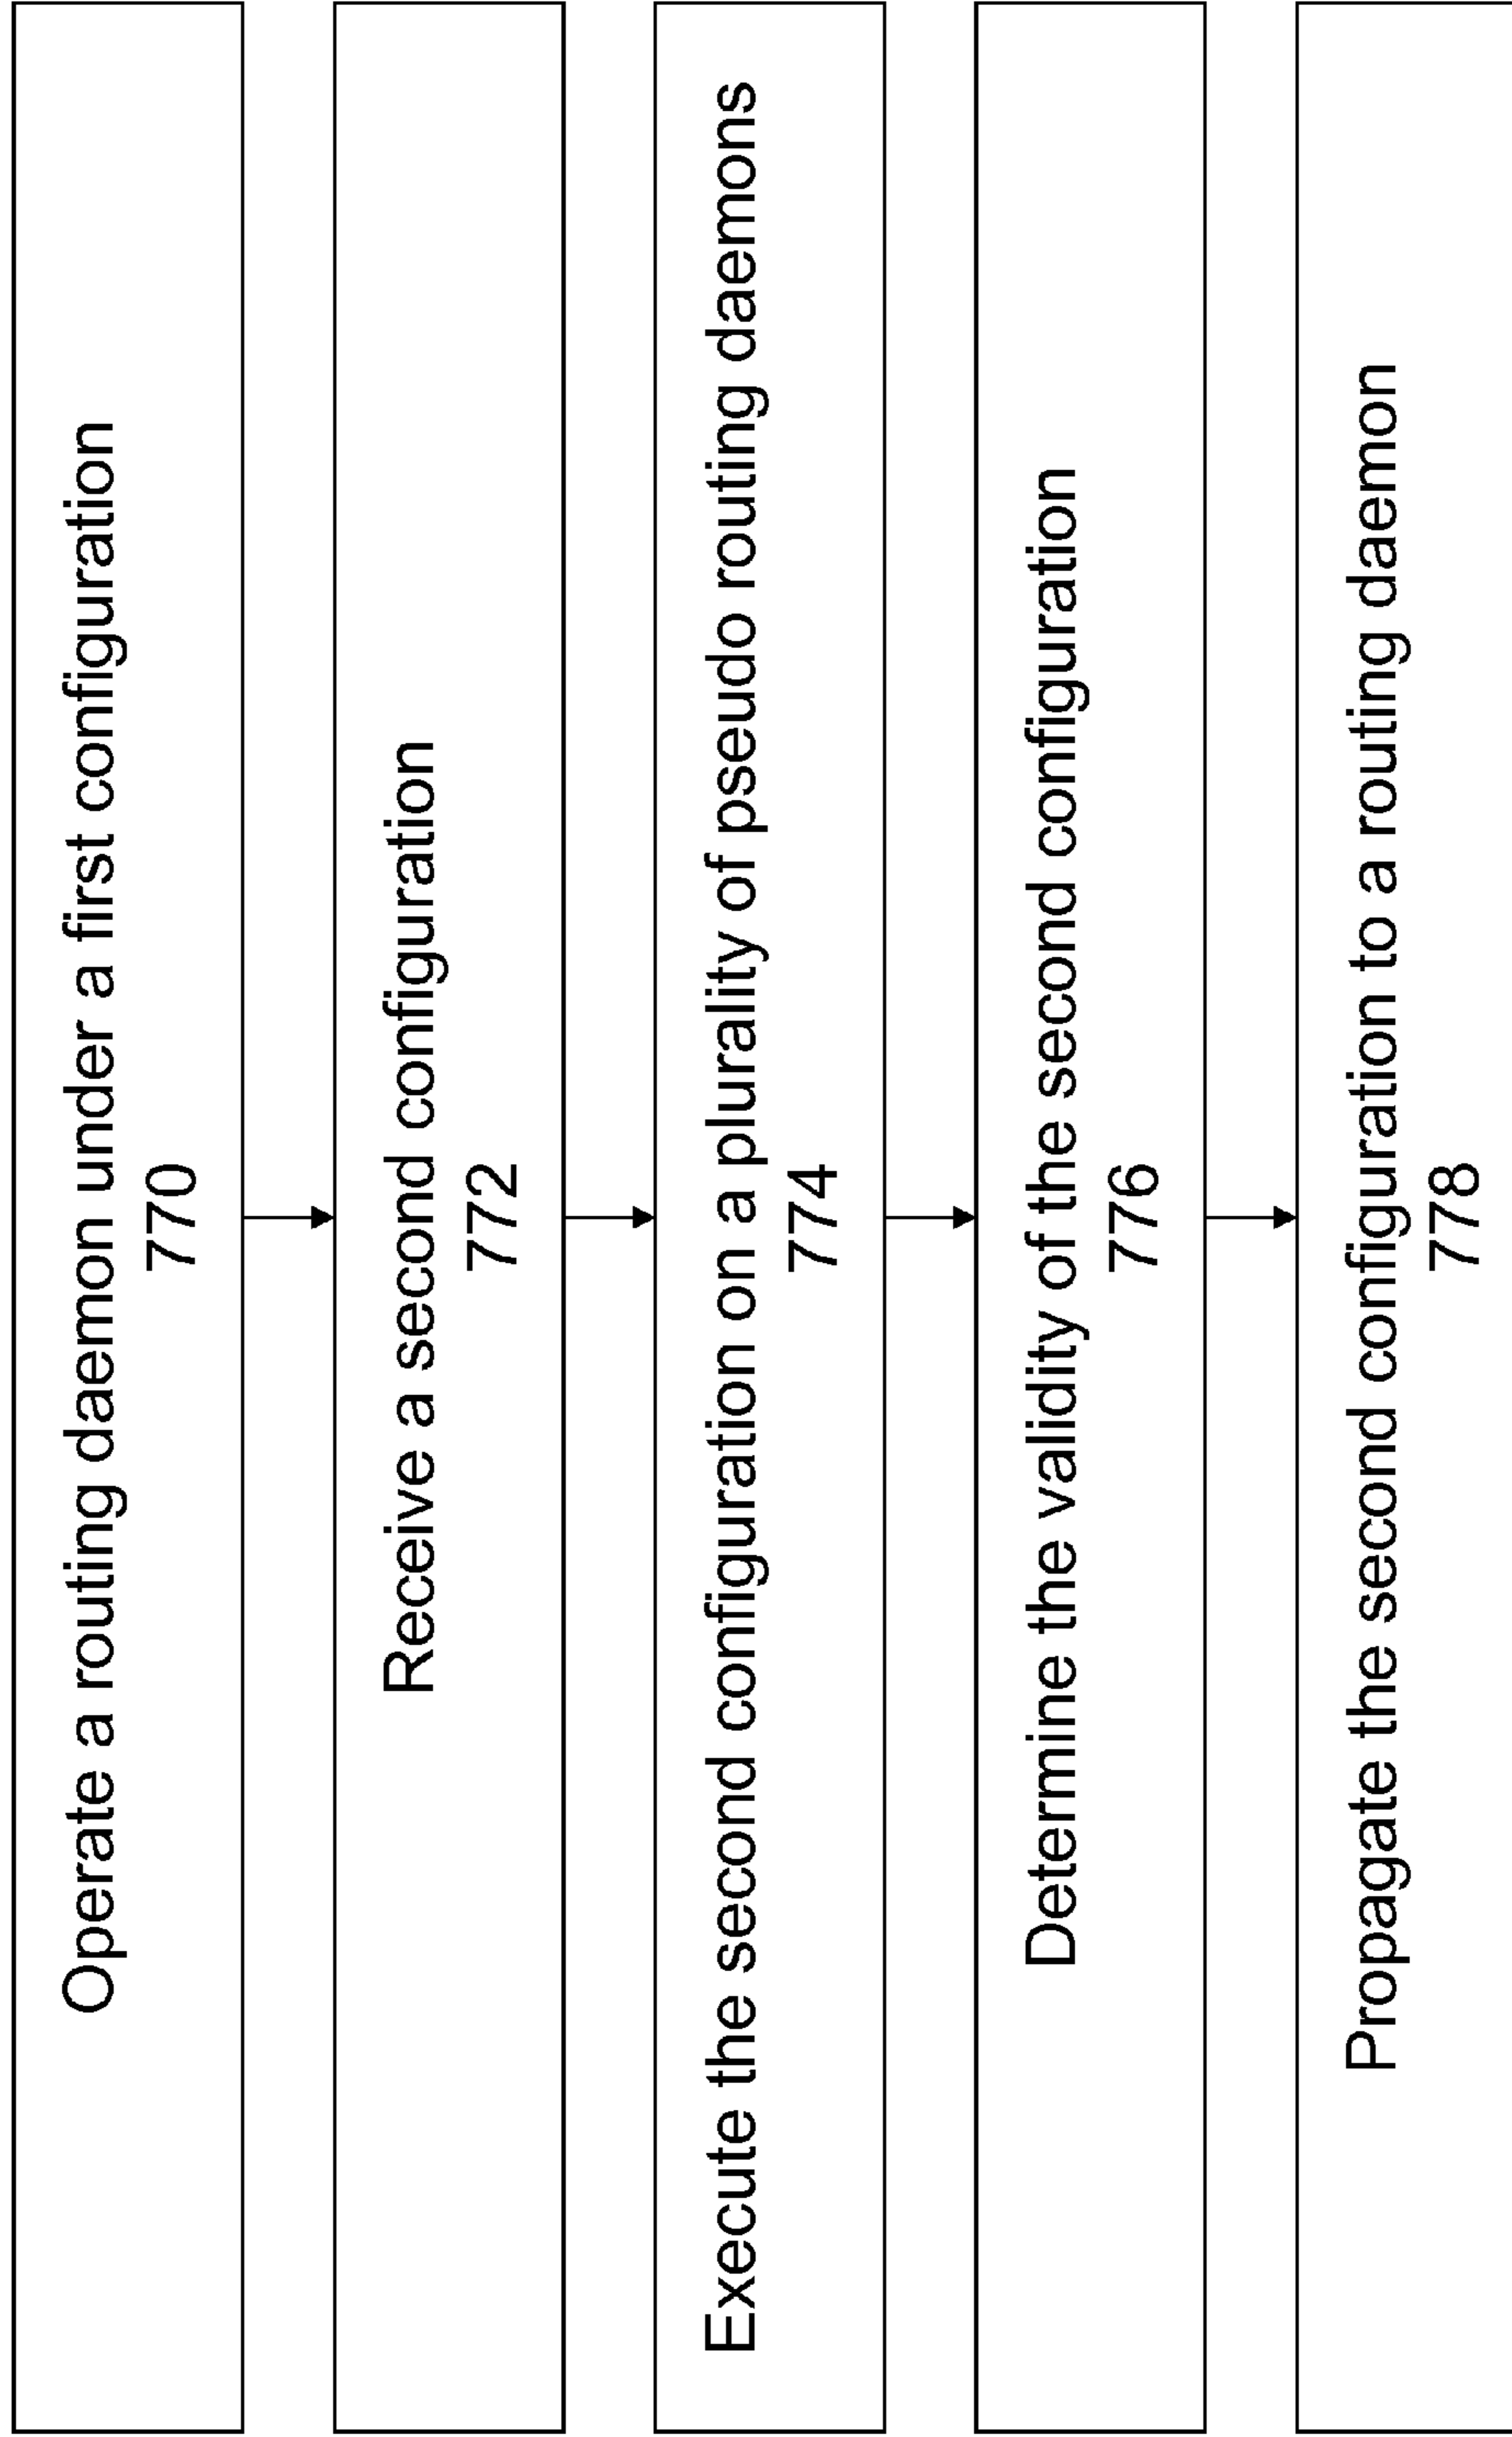 Operate a routing daemon under a first configuration
770
Receive a second configuration
772
Execute the second configuration on a plurality of pseudo routing daemons
774
Determine the validity of the second configuration
776
Propagate the second configuration to a routing daemon
778